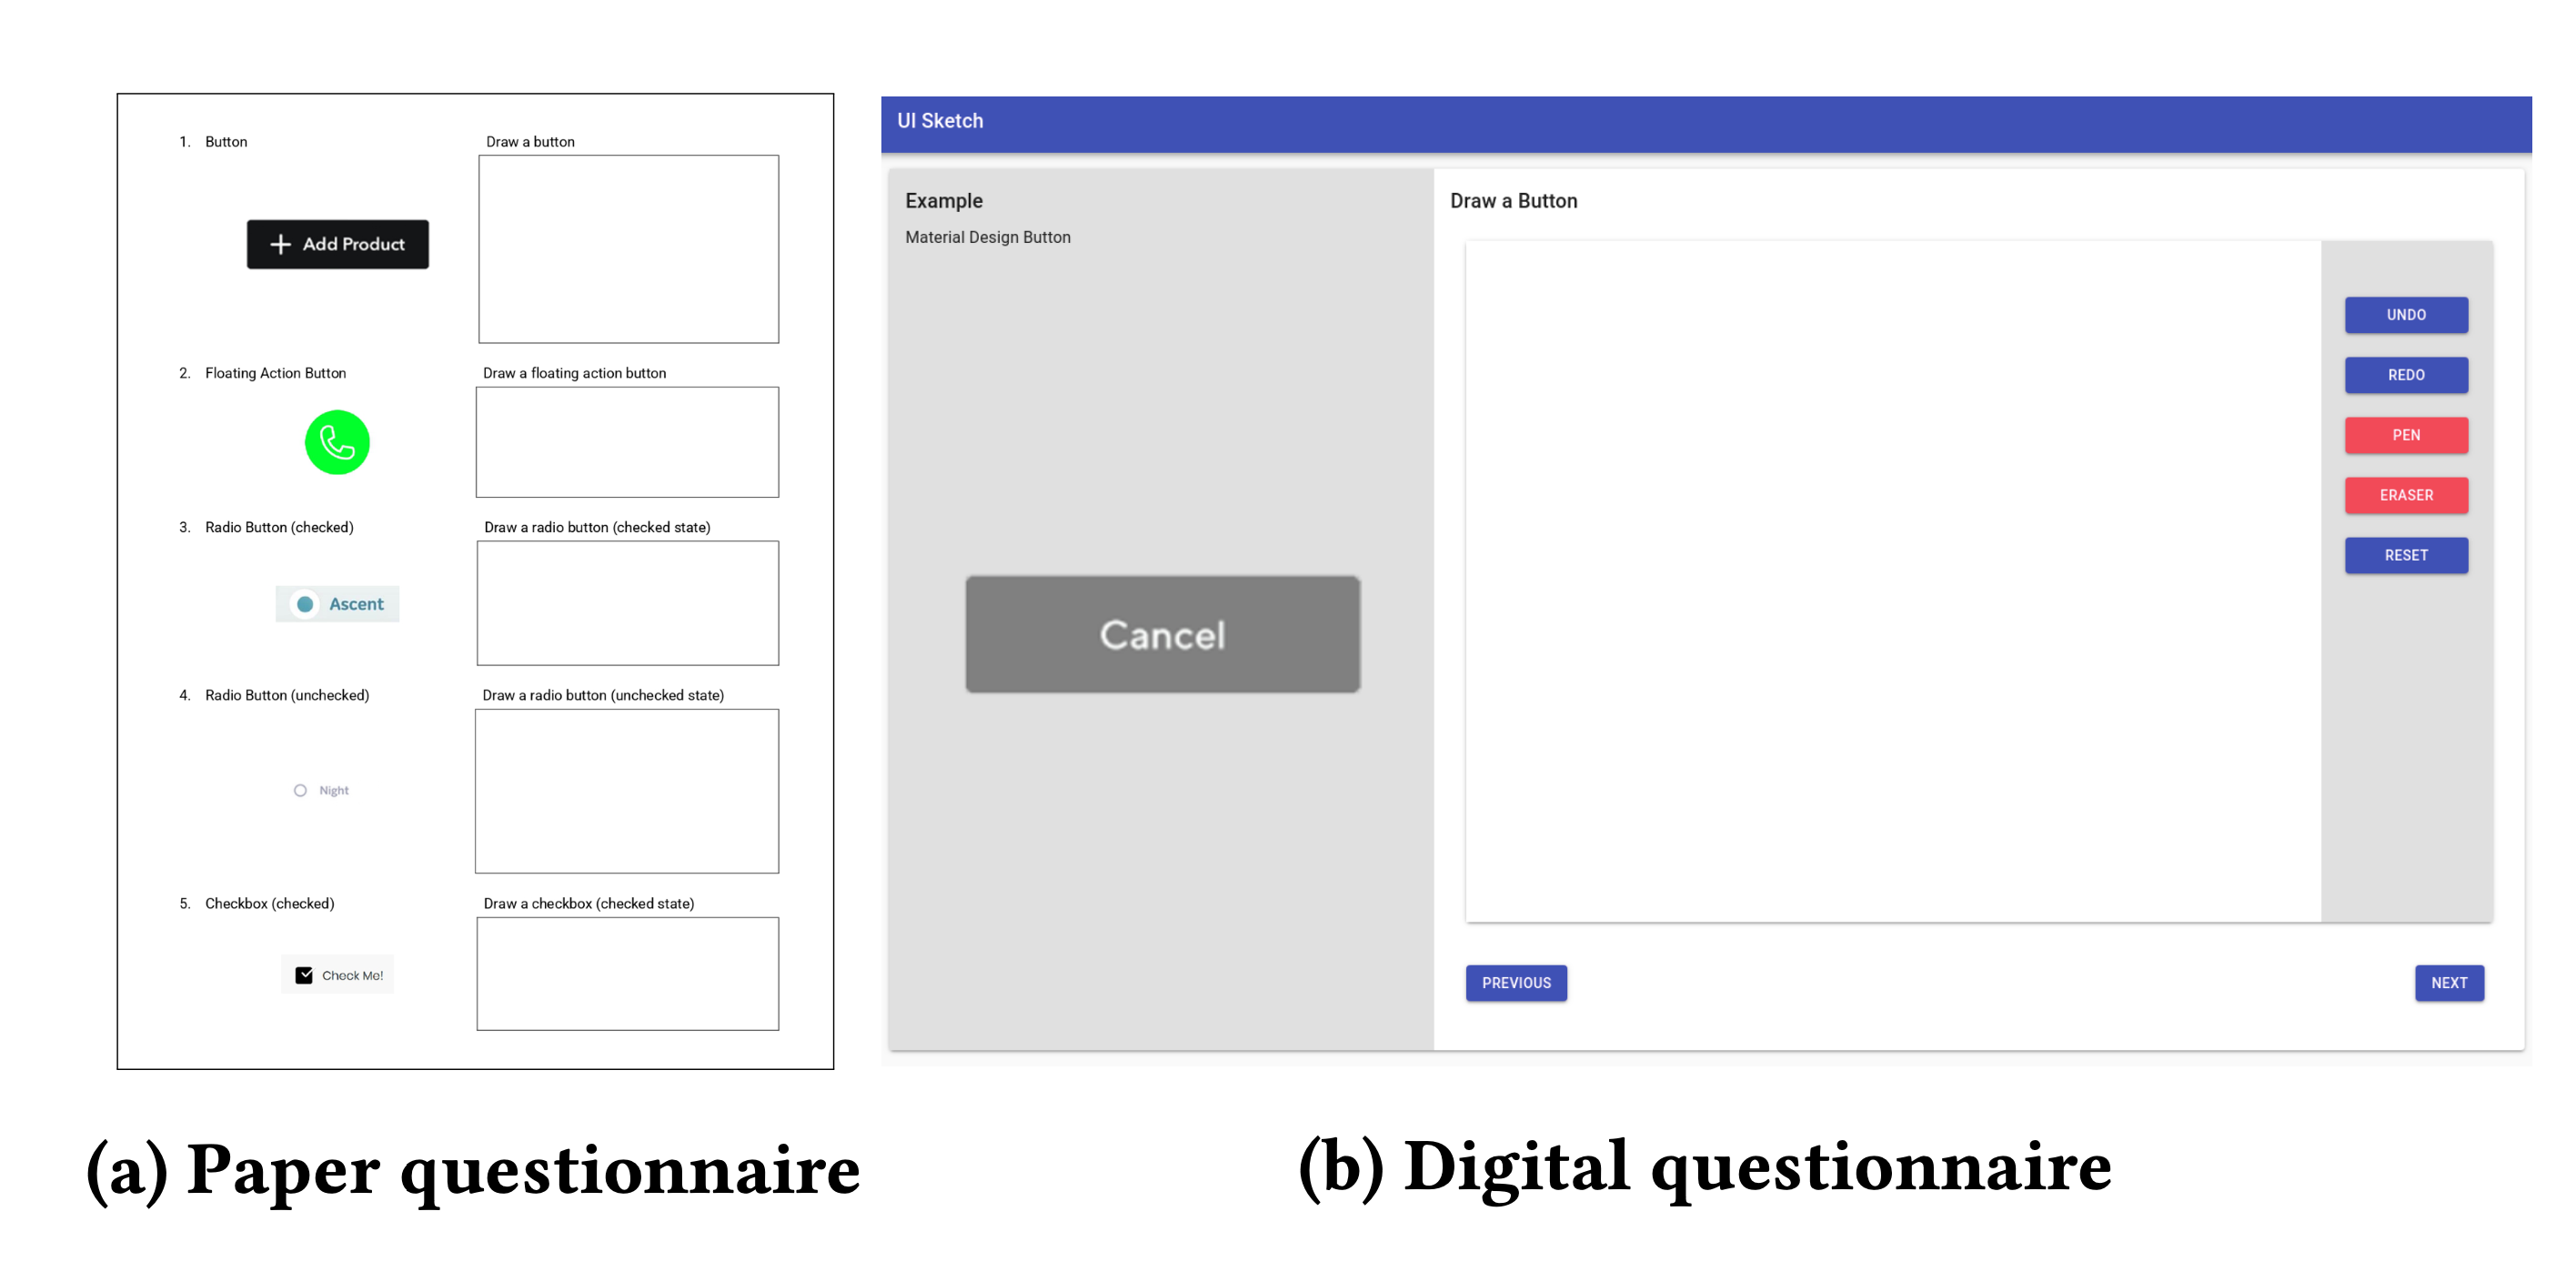 1. Button
Draw a button
+ Add Product
2. Floating Action Button
Draw a floating action button
3. Radio Button (checked)
Draw a radio button (checked state)
Ascent
4. Radio Button (unchecked)
Draw a radio button (unchecked state)
Night
5. Checkbox (checked)
Draw a checkbox (checked state)
Check Me!
(a) Paper questionnaire
UI Sketch
Example
Material Design Button
Cancel
Draw a Button
UNDO
REDO
PEN
ERASER
RESET
PREVIOUS
NEXT
(b) Digital questionnaire